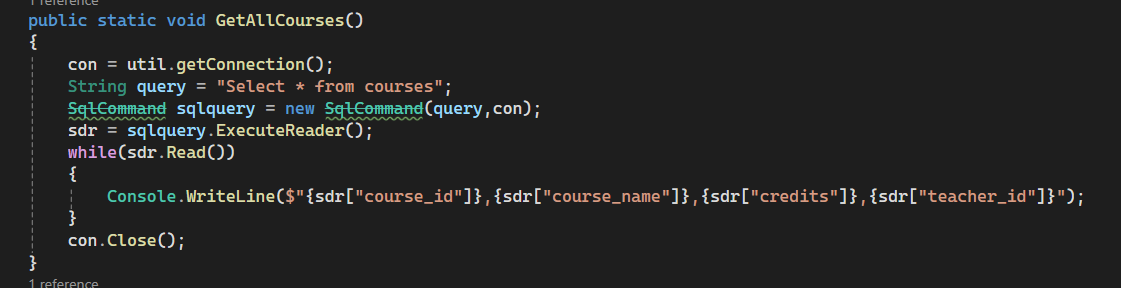 1 reference
public static void GetAllCourses()
{
con = util.getConnection();
String query = "Select * from courses";
SqlCommand sqlquery = new SqlCommand(query,con);
sdr = sqlquery.ExecuteReader();
while(sdr.Read())
{
Console.WriteLine($"{sdr["course_id"]},{sdr["course_name"]},{sdr["credits"]},{sdr["teacher_id"]}");
}
con.Close();
}
1 reference